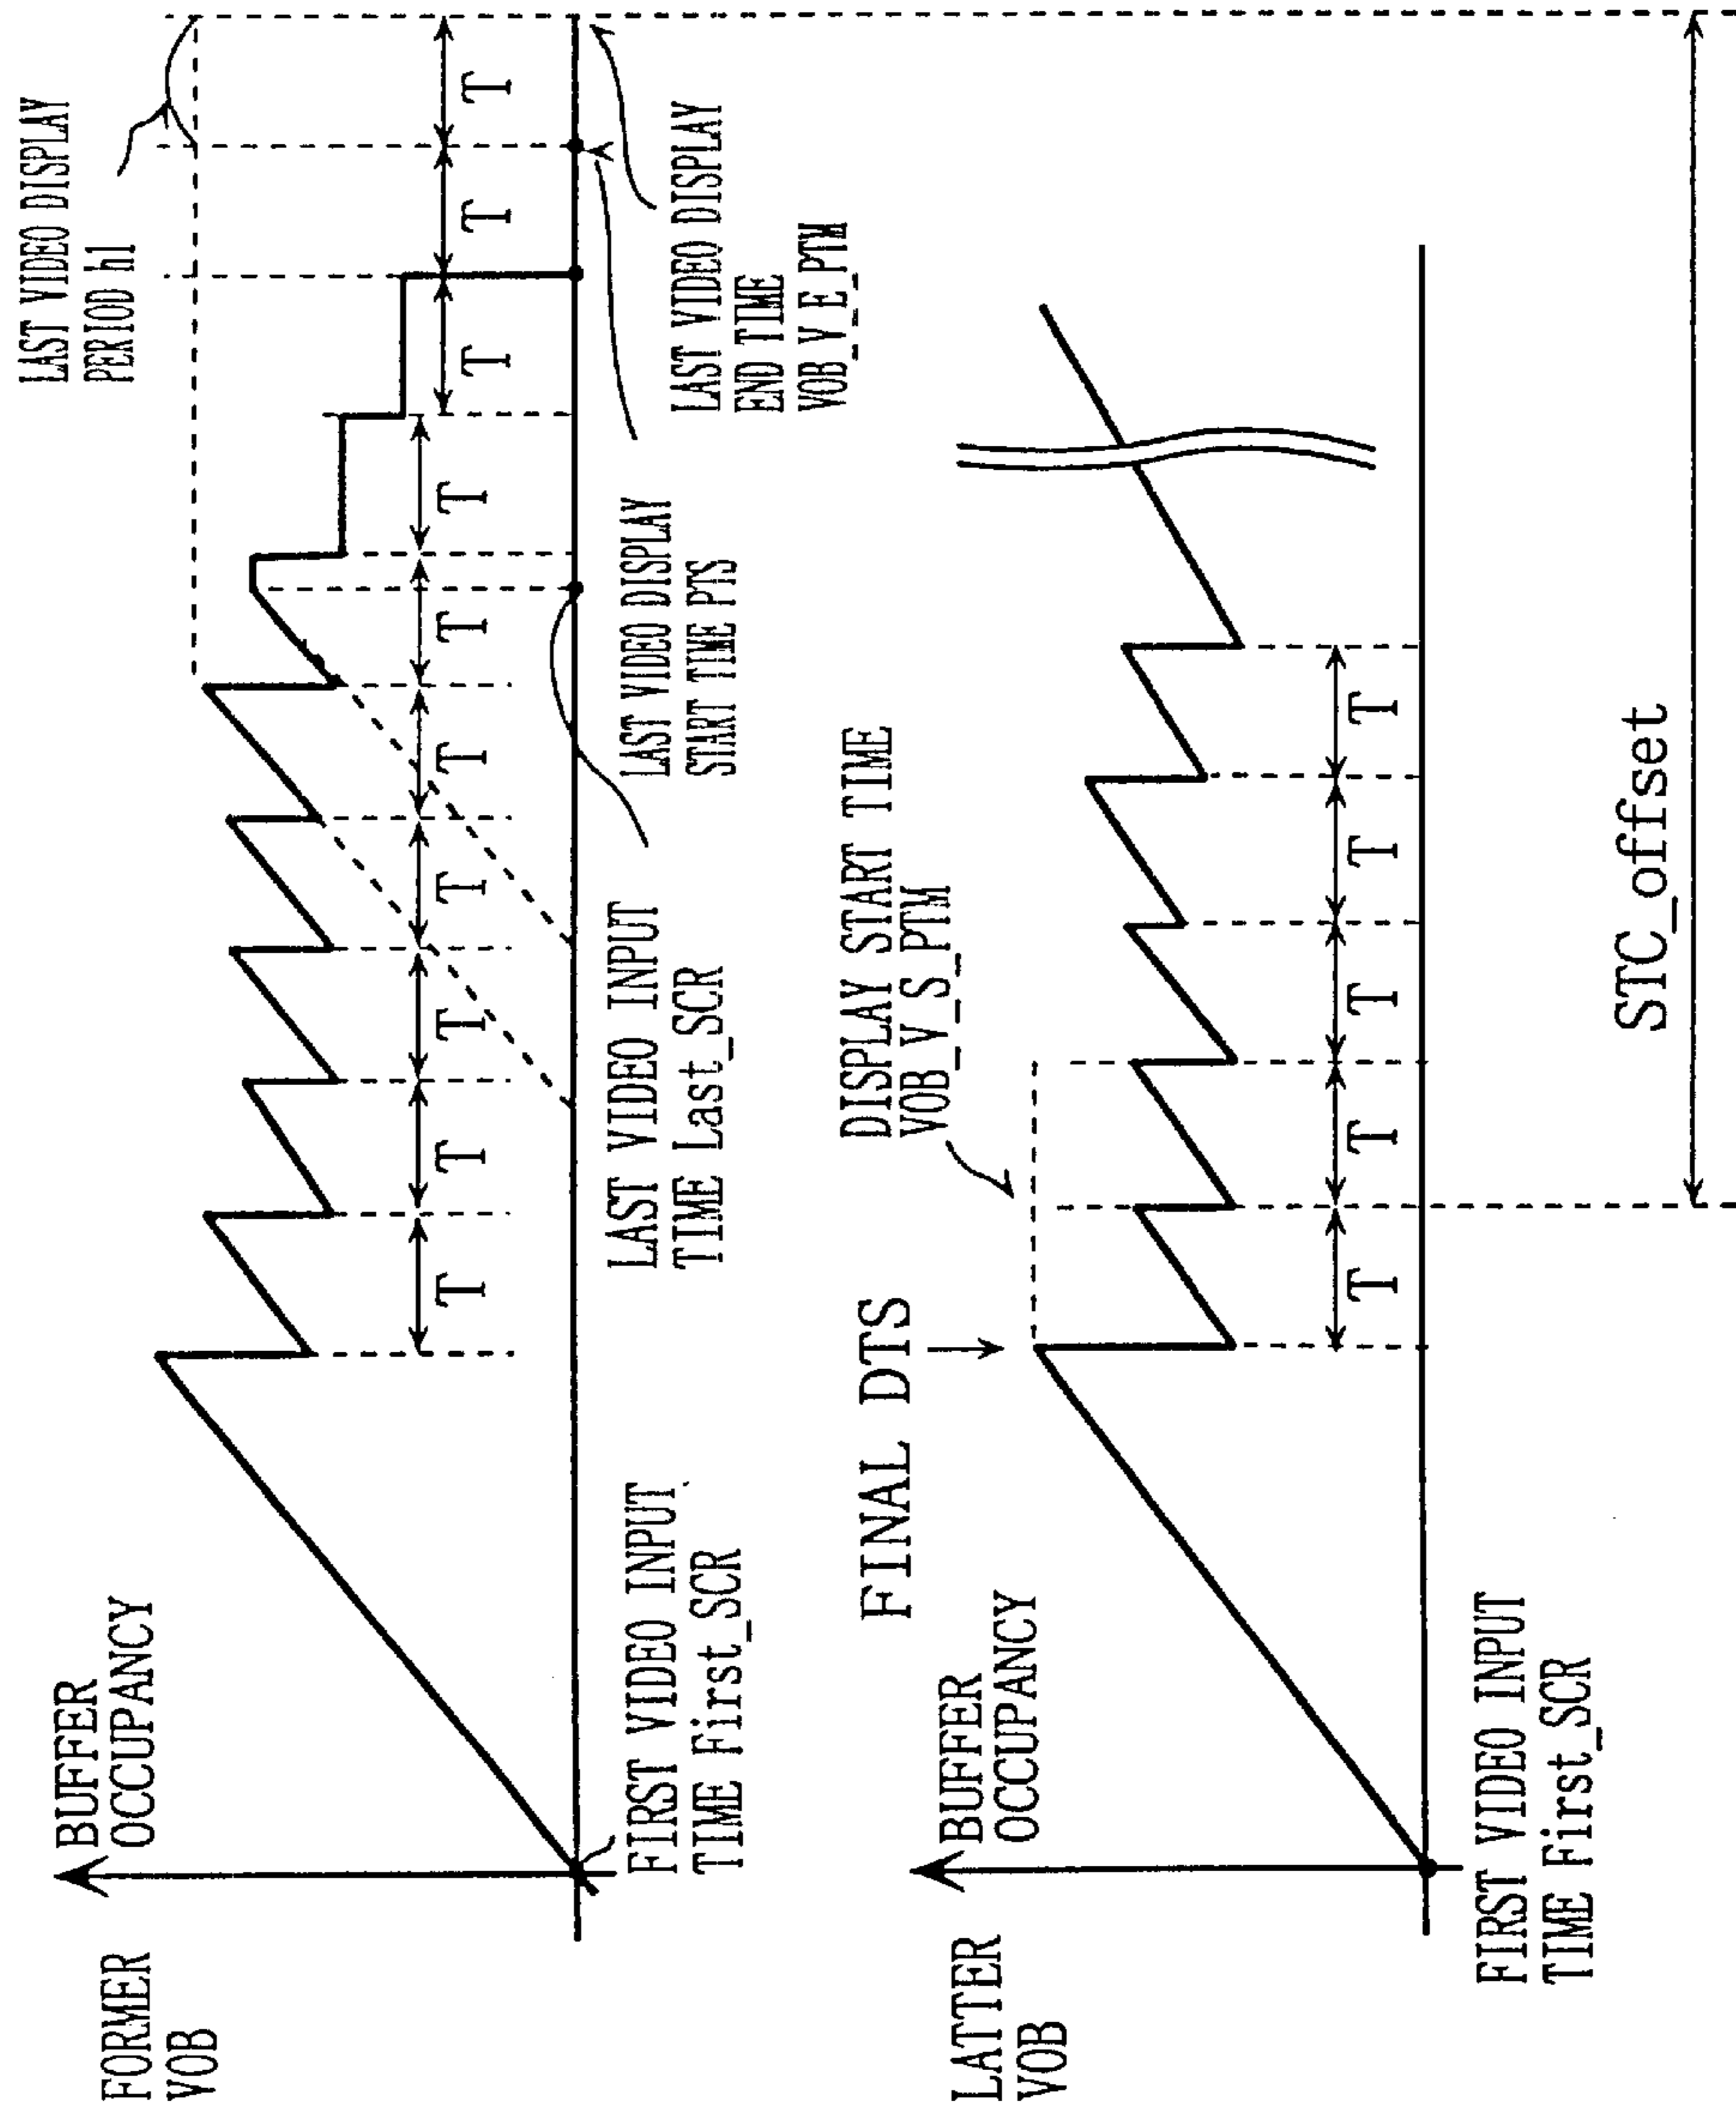 FORMER
VOB
BUFFER
OCCUPANCY
LAST VIDEO DISPLAY
PERIOD h1
T
T
T
T
T
T
T
T
T
T
FIRST VIDEO INPUT
TIME First_SCR
LAST VIDEO INPUT
TIME Last_SCR
LAST VIDEO DISPLAY
START TIME PTS
LAST VIDEO DISPLAY
END TIME
VOB_V_E_PTM
LATTER
VOB
BUFFER
OCCUPANCY
FINAL DTS
DISPLAY START TIME
VOB_V_S_PTM
T
T
T
T
T
FIRST VIDEO INPUT
TIME First_SCR
STC_offset